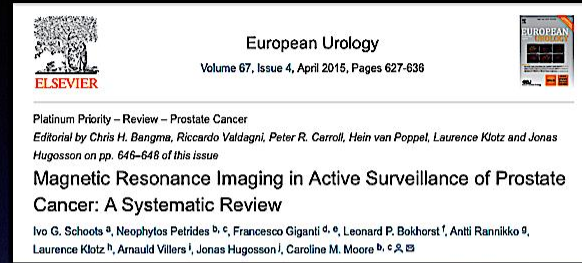 European Urology
Volume 67, Issue 4, April 2015, Pages 627-636
ELSEVIER
EUROPEAN
Platinum Priority – Review – Prostate Cancer
Editorial by Chris H. Bangma, Riccardo Valdagni, Peter R. Carroll, Hein van Poppel, Laurence Klotz and Jonas
Hugosson on pp. 646–648 of this issue
Magnetic Resonance Imaging in Active Surveillance of Prostate
Cancer: A Systematic Review
Ivo G. Schoots a, Neophytos Petrides b, c, Francesco Giganti d, e, Leonard P. Bokhorst f, Antti Rannikko g,
Laurence Klotz h, Arnauld Villers i, Jonas Hugosson j, Caroline M. Moore b, c